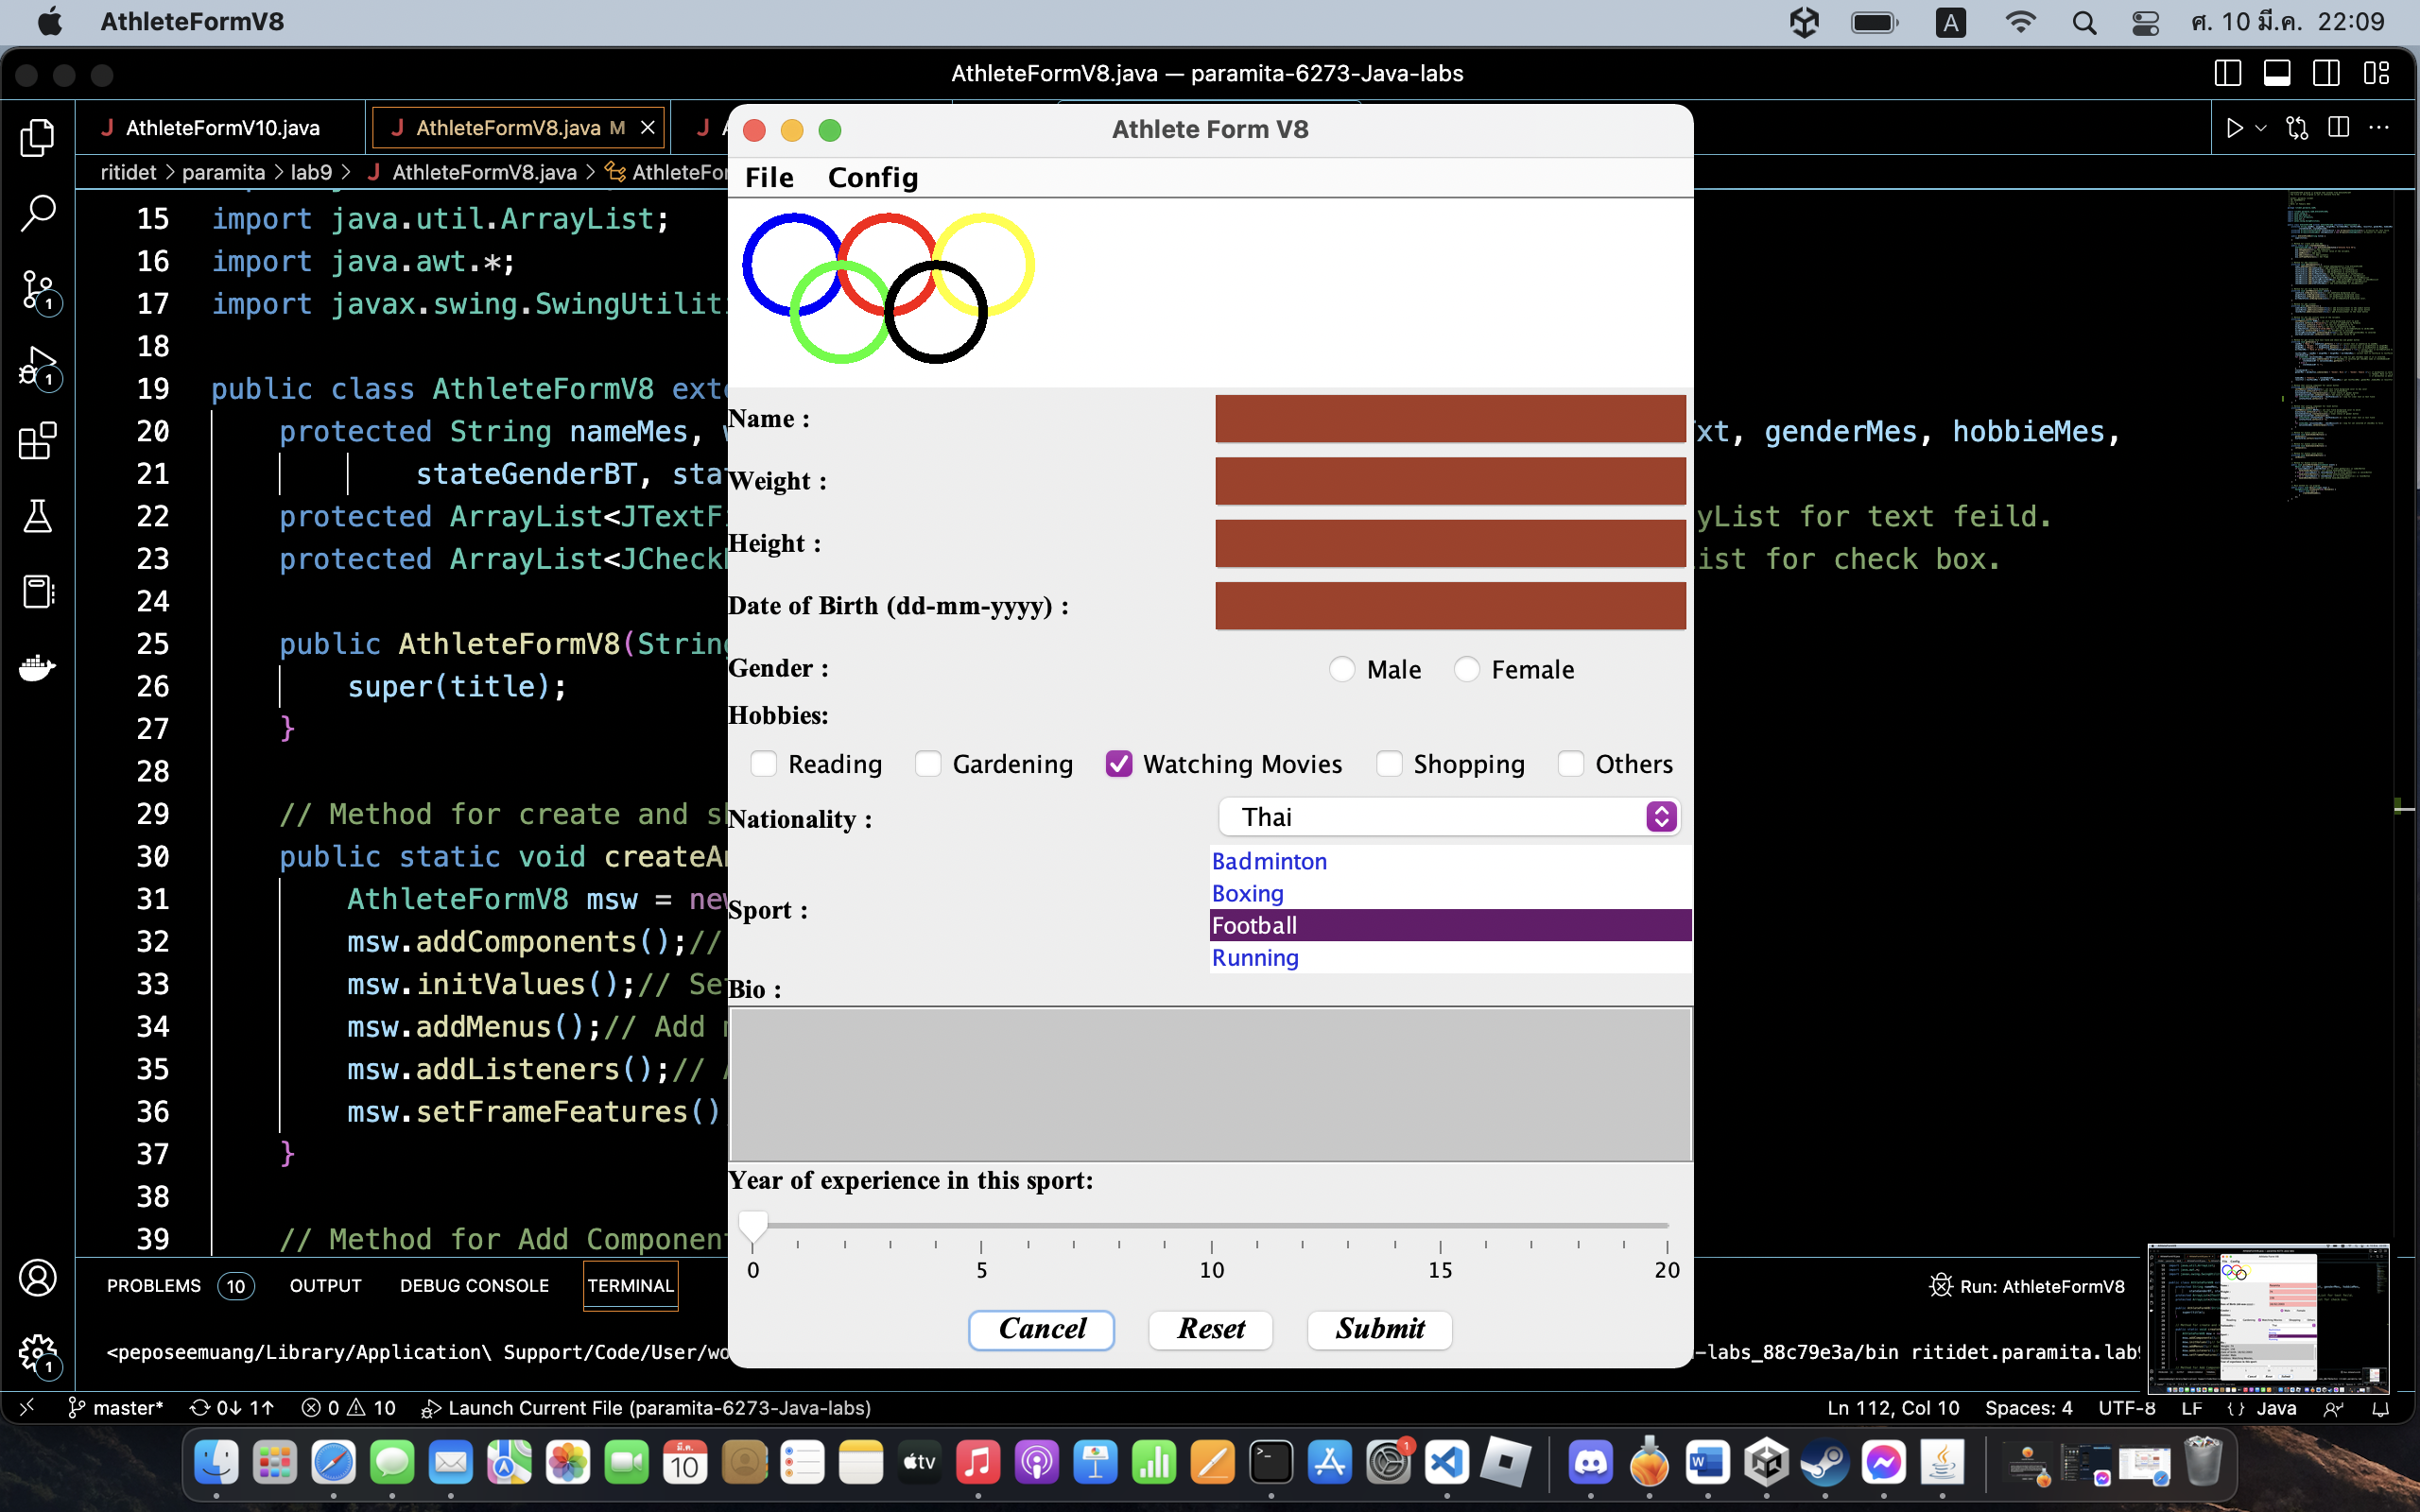 AthleteFormV8
A
ศ. 10 มี.ค. 22:09
AthleteFormV8.java — paramita-6273-Java-labs
AthleteFormV10.java
AthleteFormV8.java M
ritidet > paramita > lab9 > AthleteFormV8.java > AthleteFor
15 import java.util.ArrayList;
16 import java.awt.*;
17 import javax.swing.SwingUtiliti
18
19 public class AthleteFormV8 exte
20 protected String nameMes, xt, genderMes, hobbieMes,
21 stateGenderBT, sta
22 protected ArrayList<JTextF yList for text feild.
23 protected ArrayList<JCheck ist for check box.
24
25 public AthleteFormV8(String
26 super(title);
27 }
28
29 // Method for create and s
30 public static void createA
31 AthleteFormV8 msw = new
32 msw.addComponents();//
33 msw.initValues();// Se
34 msw.addMenus();// Add
35 msw.addListeners();//
36 msw.setFrameFeatures()
37 }
38
39 // Method for Add Component
Athlete Form V8
File Config
Name :
Weight :
Height :
Date of Birth (dd-mm-yyyy) :
Gender : Male Female
Hobbies:
Reading Gardening Watching Movies Shopping Others
Nationality : Thai
Badminton
Boxing
Sport :
Football
Running
Bio :
Year of experience in this sport:
0 5 10 15 20
Cancel Reset Submit
PROBLEMS 10 OUTPUT DEBUG CONSOLE TERMINAL
Run: AthleteFormV8
<peposeemuang/Library/Application\ Support/Code/User/wo -labs_88c79e3a/bin ritidet.paramita.lab9
master* 0↓ 1↑ 0 10 Launch Current File (paramita-6273-Java-labs)
Ln 112, Col 10 Spaces: 4 UTF-8 LF {} Java
มี.ค.
10
tv
1
W